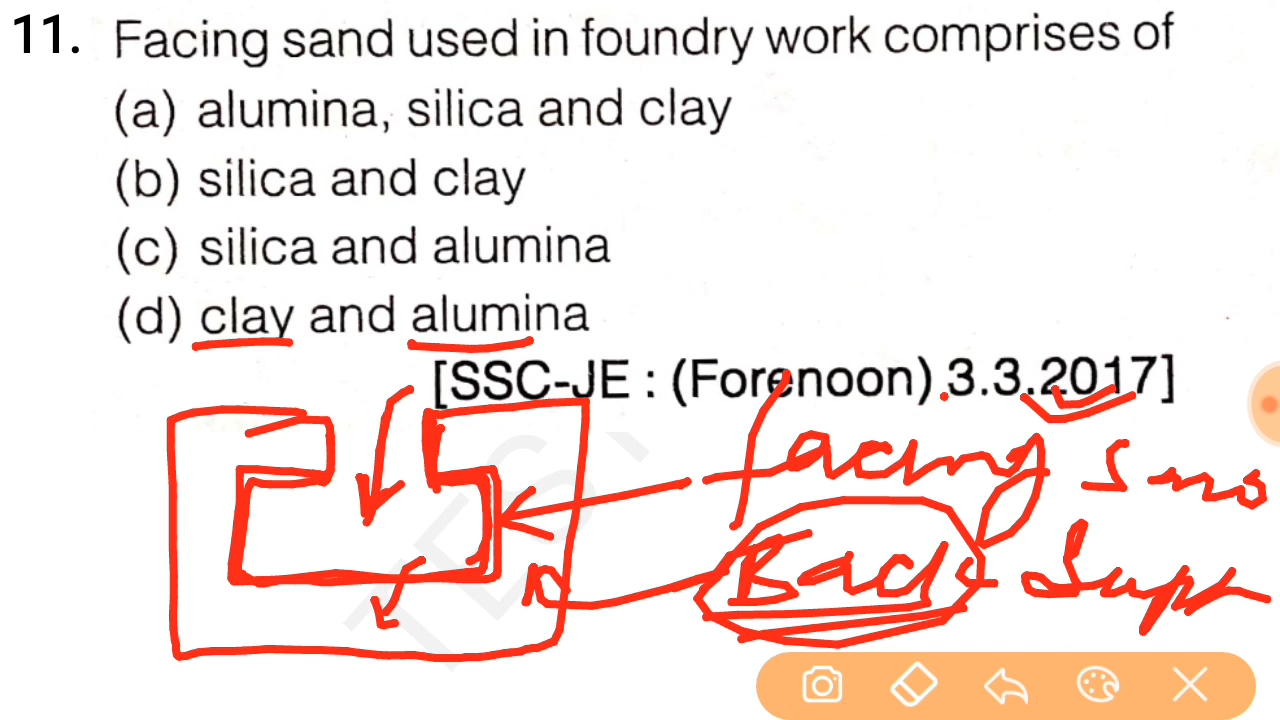 11. Facing sand used in foundry work comprises of
(a) alumina, silica and clay
(b) silica and clay
(c) silica and alumina
(d) clay and alumina
[SSC-JE : (Forenoon) 3.3.2017]
facing
Back